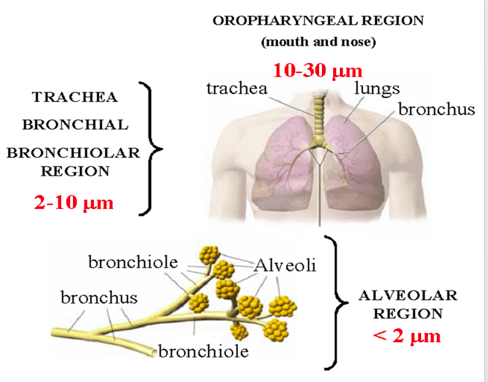 OROPHARYNGEAL REGION
(mouth and nose)
10-30 μm
trachea
lungs
bronchus
TRACHEA
BRONCHIAL
BRONCHIOLAR
REGION
2-10 μm
bronchiole
Alveoli
bronchus
bronchiole
ALVEOLAR
REGION
< 2 μm